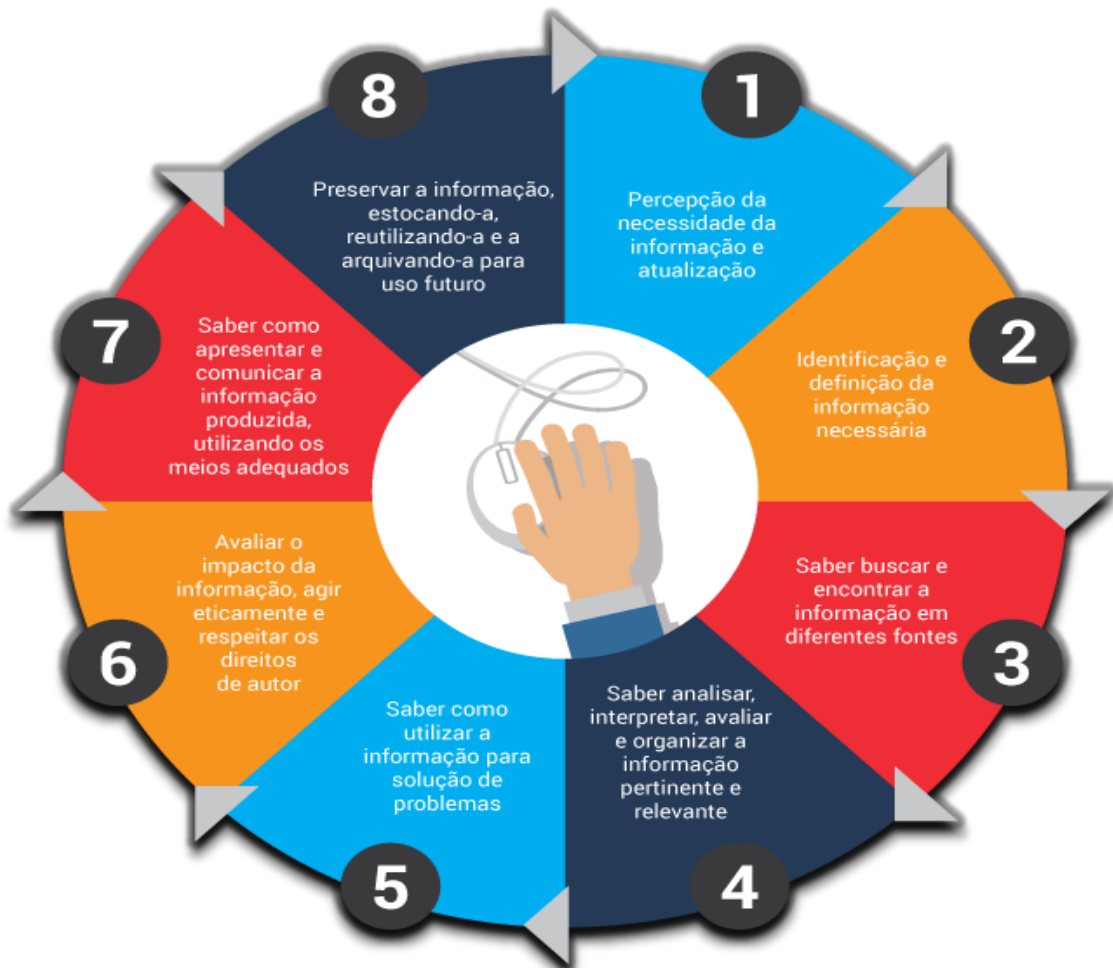 1
Percepção da
necessidade da
informação e
atualização
2
Identificação e
definição da
informação
necessária
3
Saber buscar e
encontrar a
informação em
diferentes fontes
4
Saber analisar,
interpretar, avaliar
e organizar a
informação
pertinente e
relevante
5
Saber como
utilizar a
informação para
solução de
problemas
6
Avaliar o
impacto da
informação, agir
eticamente e
respeitar os
direitos
de autor
7
Saber como
apresentar e
comunicar a
informação
produzida,
utilizando os
meios adequados
8
Preservar a informação,
estocando-a,
reutilizando-a e a
arquivando-a para
uso futuro